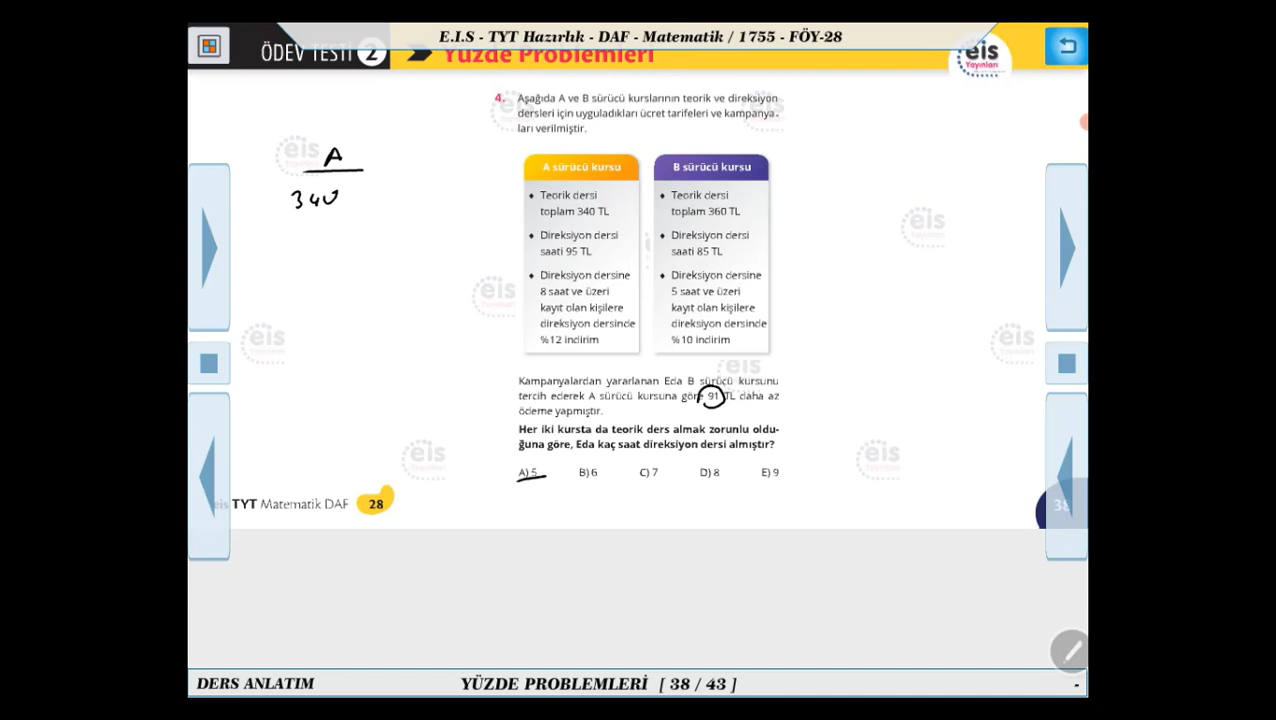 E.I.S - TYT Hazırlık - DAF - Matematik / 1755 - FÖY-28
ÖDEV TESTİ 2
Yüzde Problemleri
eis
Yayınları
4. Aşağıda A ve B sürücü kurslarının teorik ve direksiyon
dersleri için uyguladıkları ücret tarifeleri ve kampanya-
ları verilmiştir.
A
340
A sürücü kursu
♦ Teorik dersi
toplam 340 TL
♦ Direksiyon dersi
saati 95 TL
♦ Direksiyon dersine
8 saat ve üzeri
kayıt olan kişilere
direksiyon dersinde
%12 indirim
B sürücü kursu
♦ Teorik dersi
toplam 360 TL
♦ Direksiyon dersi
saati 85 TL
♦ Direksiyon dersine
5 saat ve üzeri
kayıt olan kişilere
direksiyon dersinde
%10 indirim
Kampanyalardan yararlanan Eda B sürücü kursunu
tercih ederek A sürücü kursuna göre 91 TL daha az
ödeme yapmıştır.
Her iki kursta da teorik ders almak zorunlu oldu-
ğuna göre, Eda kaç saat direksiyon dersi almıştır?
A) 5 B) 6 C) 7 D) 8 E) 9
eis TYT Matematik DAF 28
38
DERS ANLATIM
YÜZDE PROBLEMLERİ [ 38 / 43 ]
-